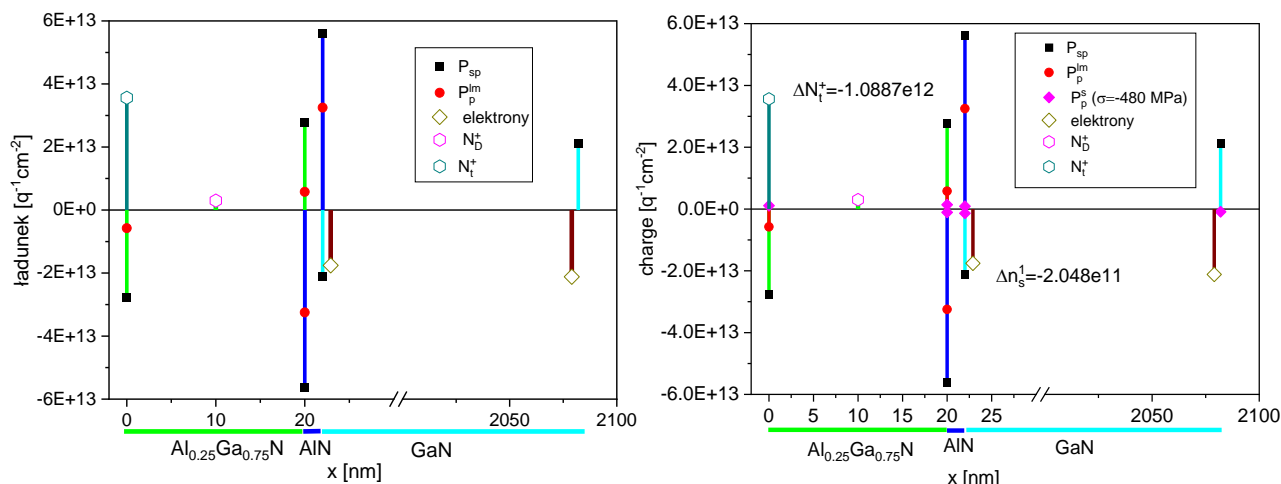 6E+13
4E+13
2E+13
0E+0
-2E+13
-4E+13
-6E+13
ładunek [q⁻¹cm⁻²]
P_sp
P_p^lm
elektrony
N_D^+
N_t^+
0 10 20 2050 2100
Al₀.₂₅Ga₀.₇₅N AlN GaN
x [nm]
6.0E+13
4.0E+13
2.0E+13
0.0E+0
-2.0E+13
-4.0E+13
-6.0E+13
charge [q⁻¹cm⁻²]
P_sp
P_p^lm
P_p^s (σ=-480 MPa)
elektrony
N_D^+
N_t^+
ΔN_t^+=-1.0887e12
Δn_s^1=-2.048e11
0 5 10 15 20 25 2050 2100
Al₀.₂₅Ga₀.₇₅N AlN GaN
x [nm]